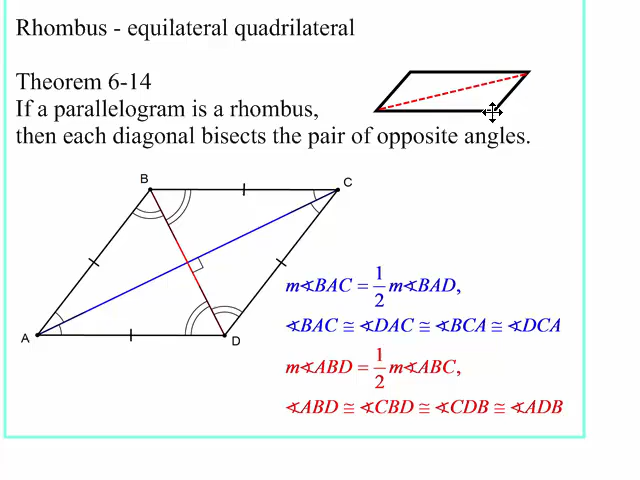 Rhombus - equilateral quadrilateral
Theorem 6-14
If a parallelogram is a rhombus,
then each diagonal bisects the pair of opposite angles.
B
C
A
D
m∢BAC = 1/2 m∢BAD,
∢BAC ≅ ∢DAC ≅ ∢BCA ≅ ∢DCA
m∢ABD = 1/2 m∢ABC,
∢ABD ≅ ∢CBD ≅ ∢CDB ≅ ∢ADB